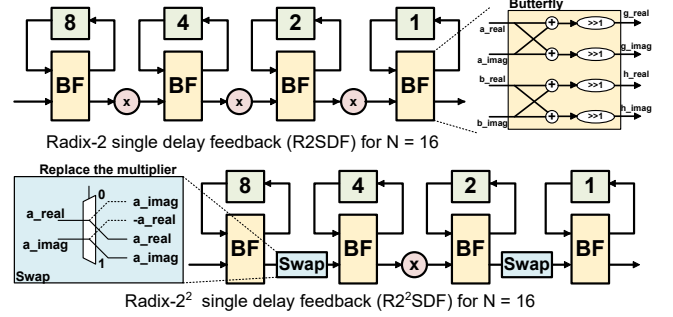 Butterfly
8
4
2
1
BF
x
BF
x
BF
x
BF
a_real
a_imag
b_real
b_imag
+
>>1
g_real
+
>>1
g_imag
+
>>1
h_real
+
>>1
h_imag
Radix-2 single delay feedback (R2SDF) for N = 16
Replace the multiplier
a_real
a_imag
0
1
a_imag
-a_real
a_real
a_imag
Swap
8
4
2
1
BF
Swap
BF
x
BF
Swap
BF
Radix-2² single delay feedback (R2²SDF) for N = 16